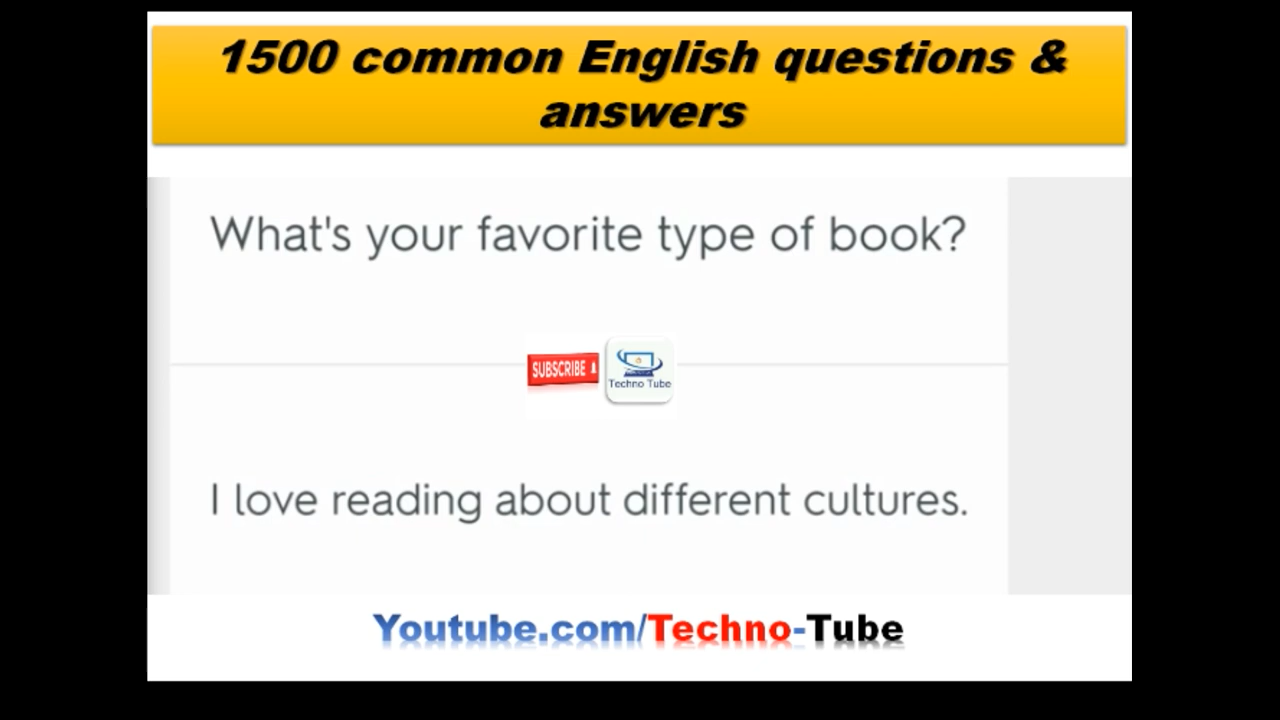 1500 common English questions &
answers
What's your favorite type of book?
SUBSCRIBE
Techno Tube
I love reading about different cultures.
Youtube.com/Techno-Tube